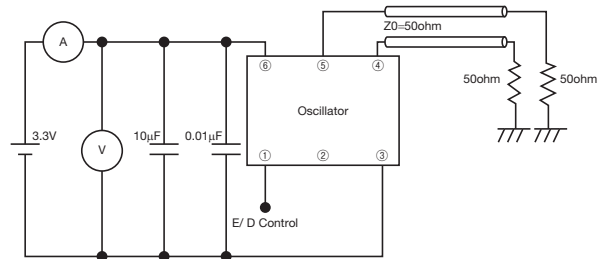 A
Z0=50ohm
⑥ ⑤ ④
50ohm 50ohm
Oscillator
3.3V V 10μF 0.01μF
① ② ③
E/ D Control